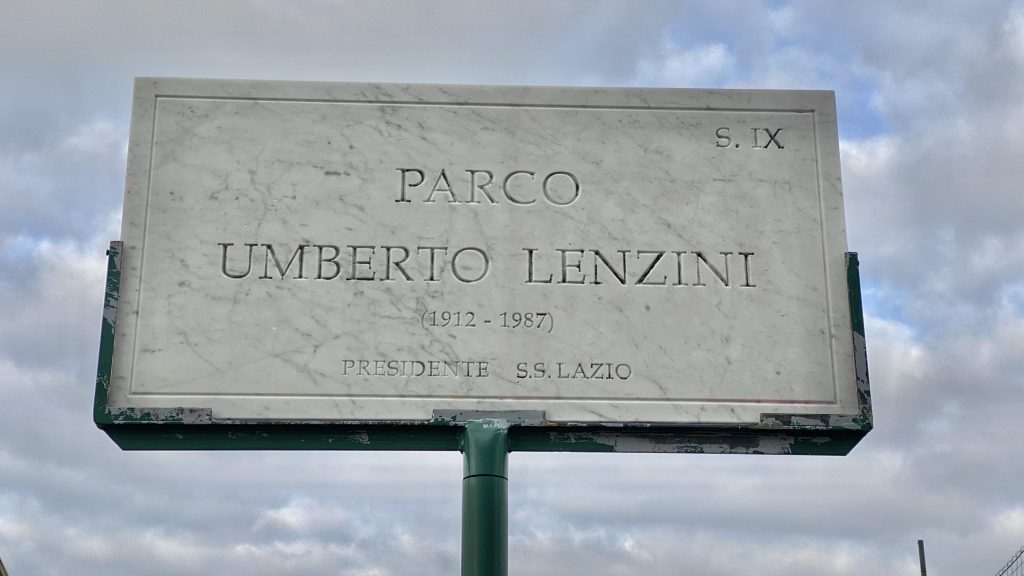 S. IX
PARCO
UMBERTO LENZINI
(1912 - 1987)
PRESIDENTE S.S. LAZIO